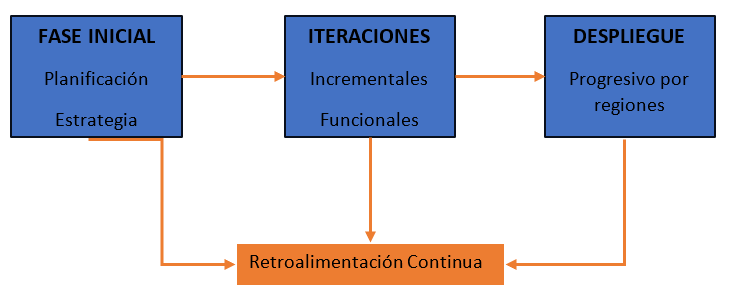 FASE INICIAL
Planificación
Estrategia
ITERACIONES
Incrementales
Funcionales
DESPLIEGUE
Progresivo por
regiones
Retroalimentación Continua